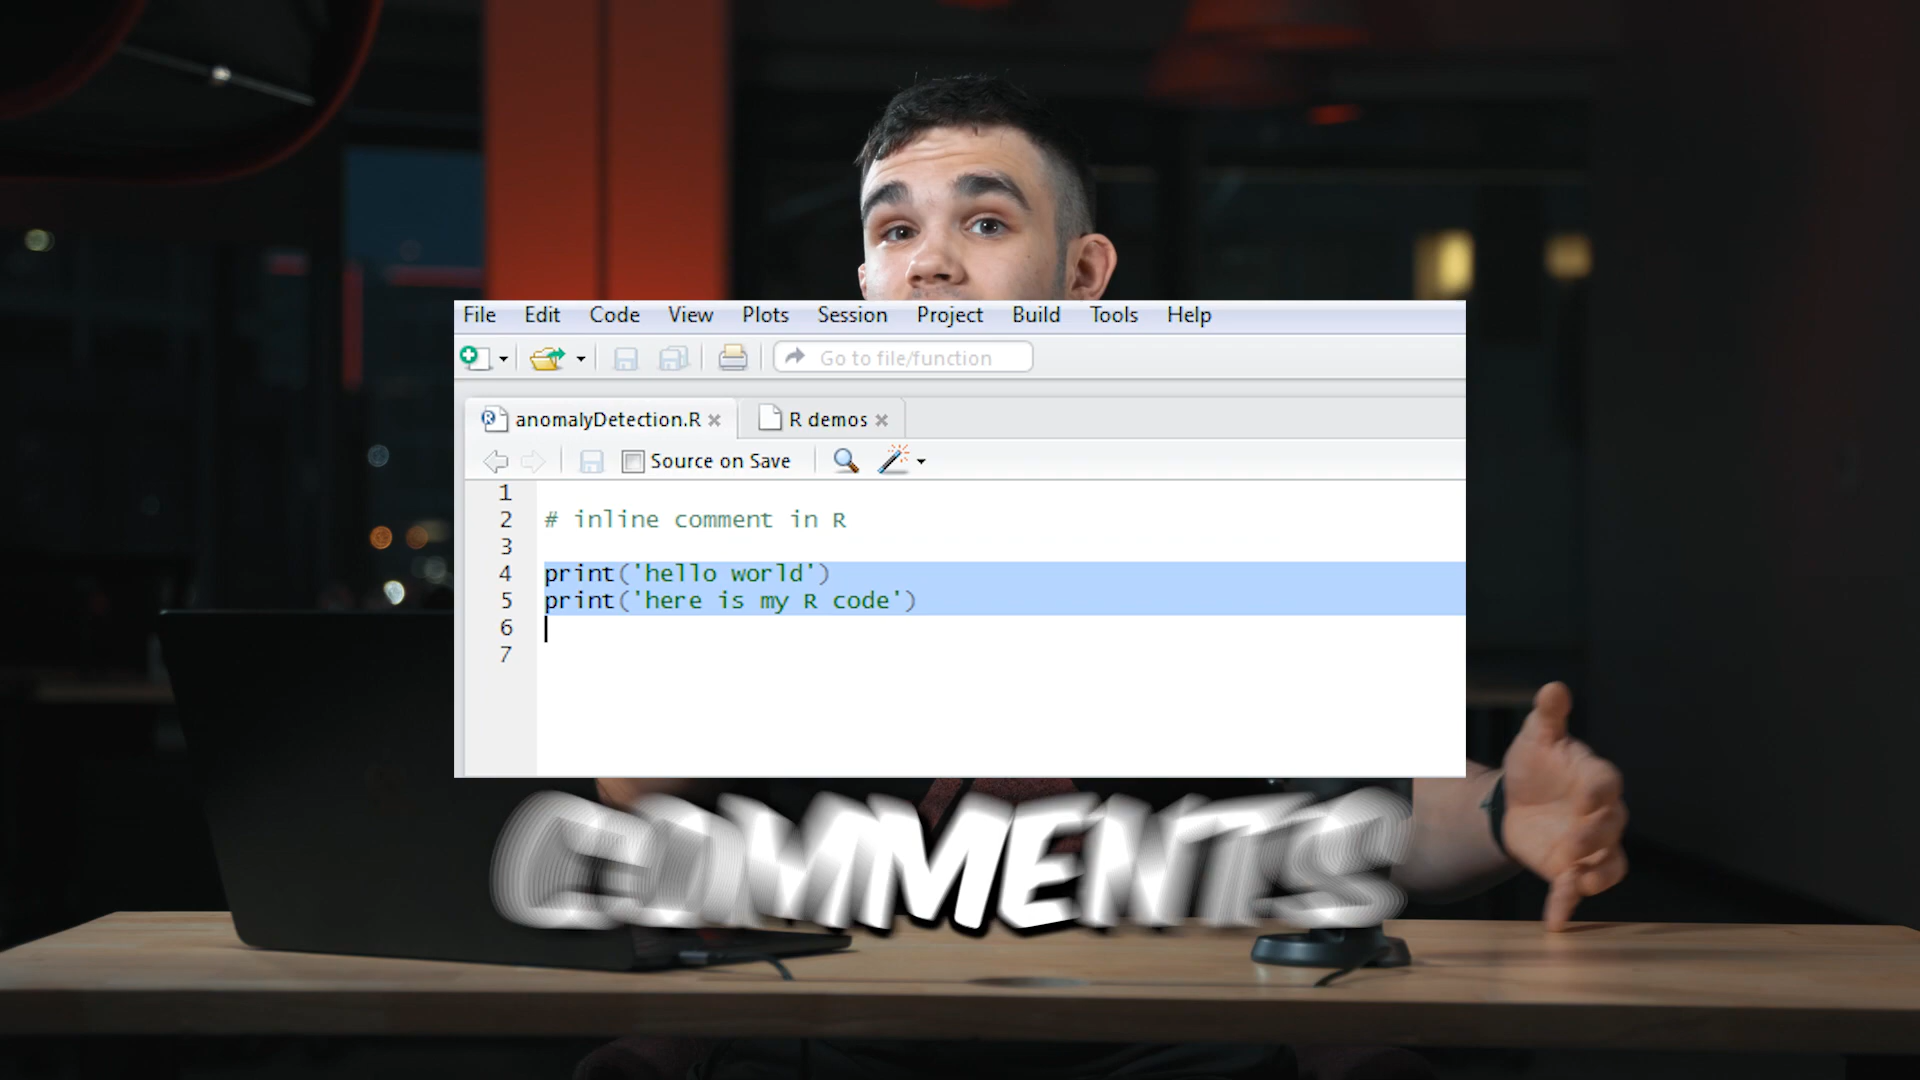 File Edit Code View Plots Session Project Build Tools Help
Go to file/function
anomalyDetection.R R demos
Source on Save
1
2 # inline comment in R
3
4 print('hello world')
5 print('here is my R code')
6
7
COMMENTS